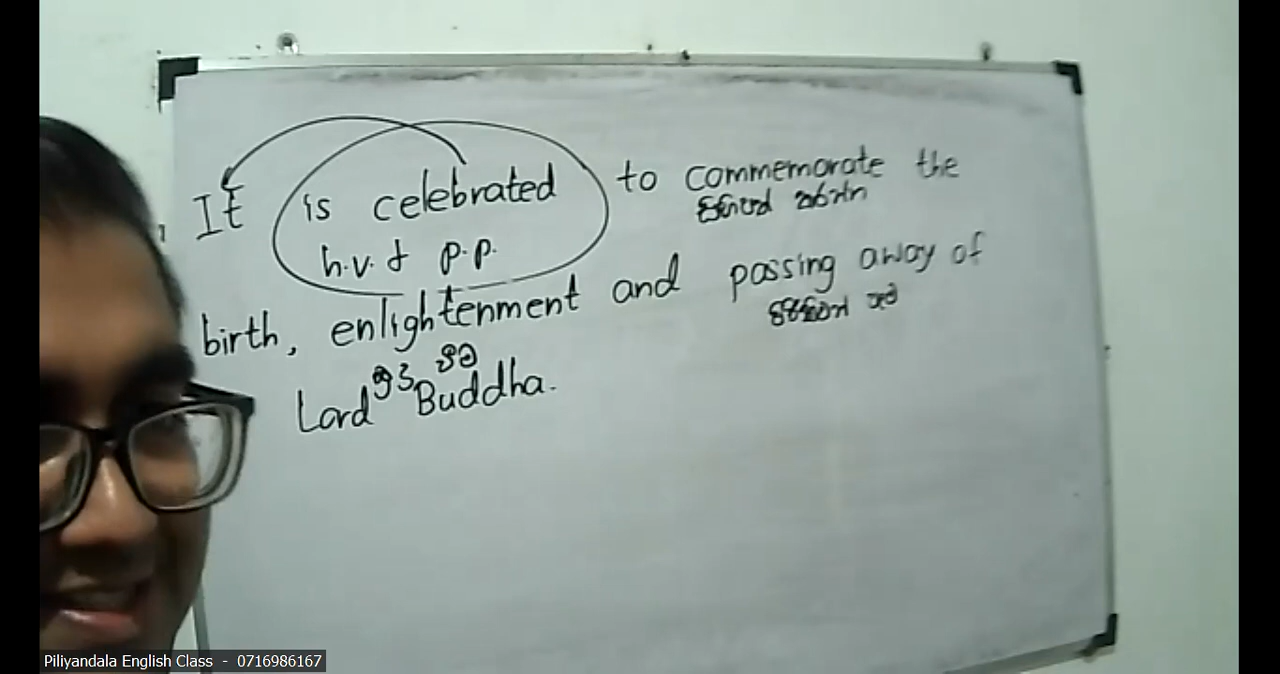 It is celebrated to commemorate the
h.v. + p.p.
birth, enlightenment and passing away of
Lord Buddha.
Piliyandala English Class - 0716986167